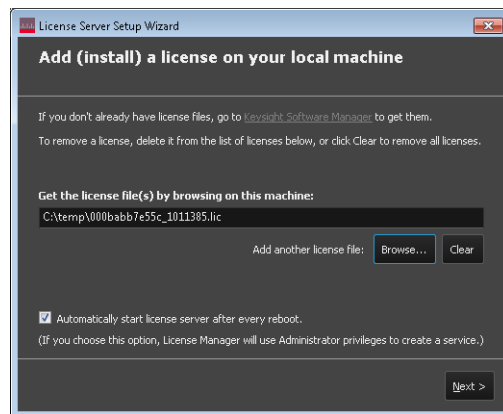 License Server Setup Wizard
Add (install) a license on your local machine
If you don't already have license files, go to Keysight Software Manager to get them.
To remove a license, delete it from the list of licenses below, or click Clear to remove all licenses.
Get the license file(s) by browsing on this machine:
C:\temp\000babb7e55c_1011385.lic
Add another license file: Browse... Clear
Automatically start license server after every reboot.
(If you choose this option, License Manager will use Administrator privileges to create a service.)
Next >